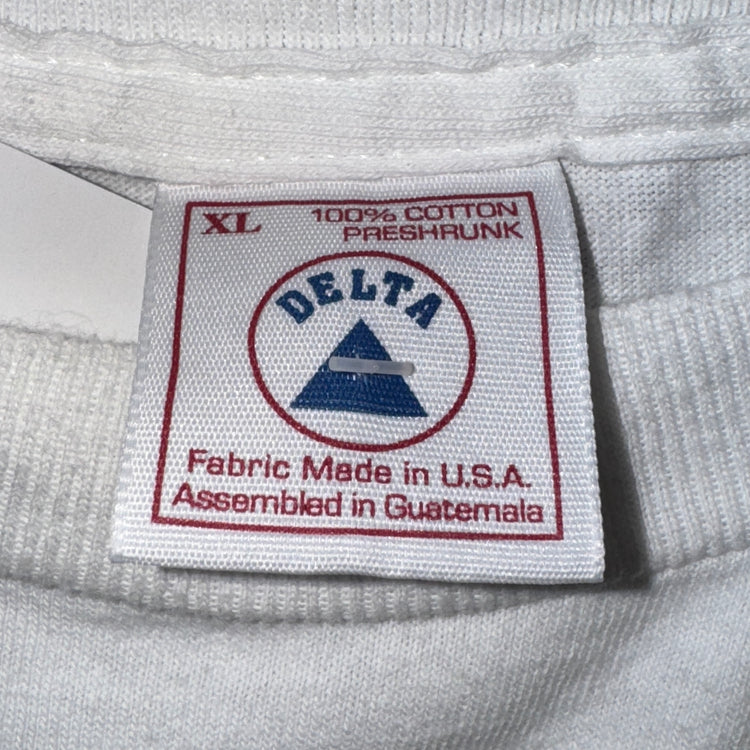 XL 100% COTTON
PRESHRUNK
DELTA
Fabric Made in U.S.A.
Assembled in Guatemala